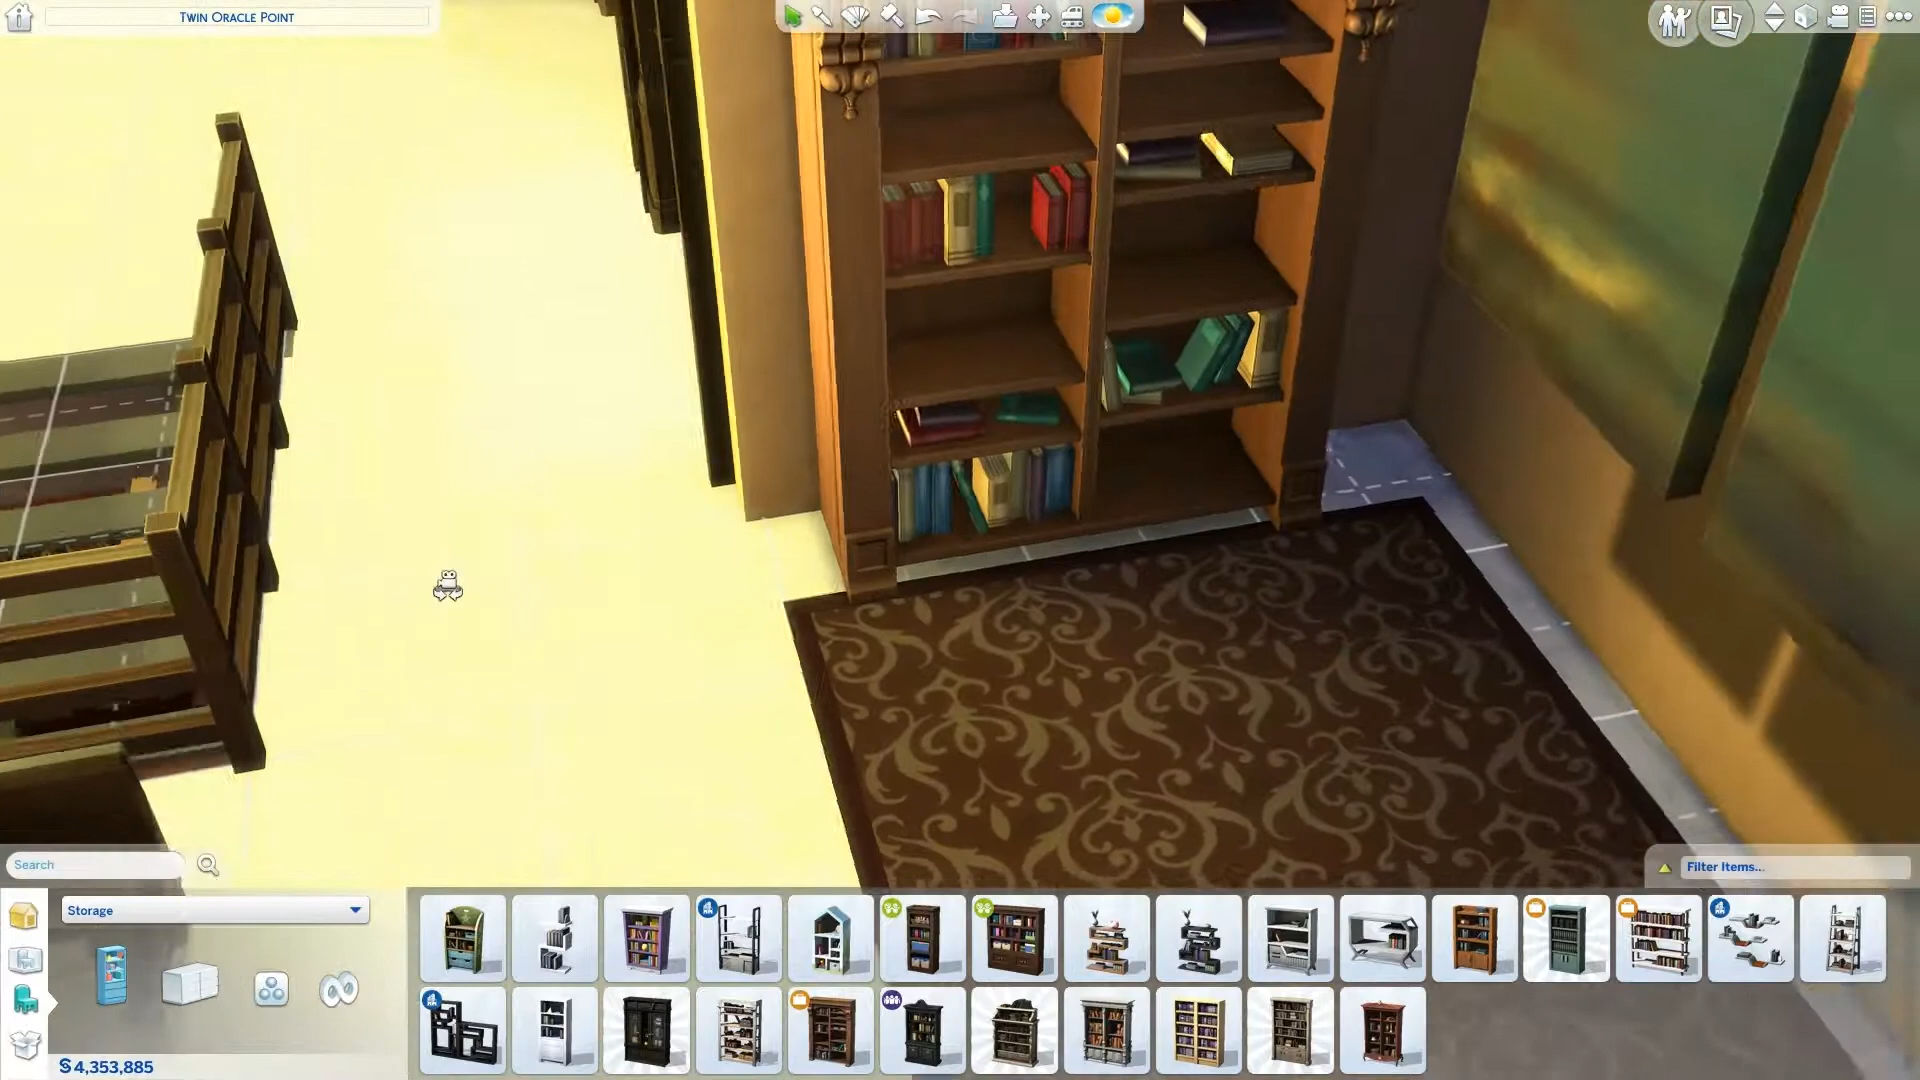 Twin Oracle Point
Search
Filter Items...
Storage
§4,353,885